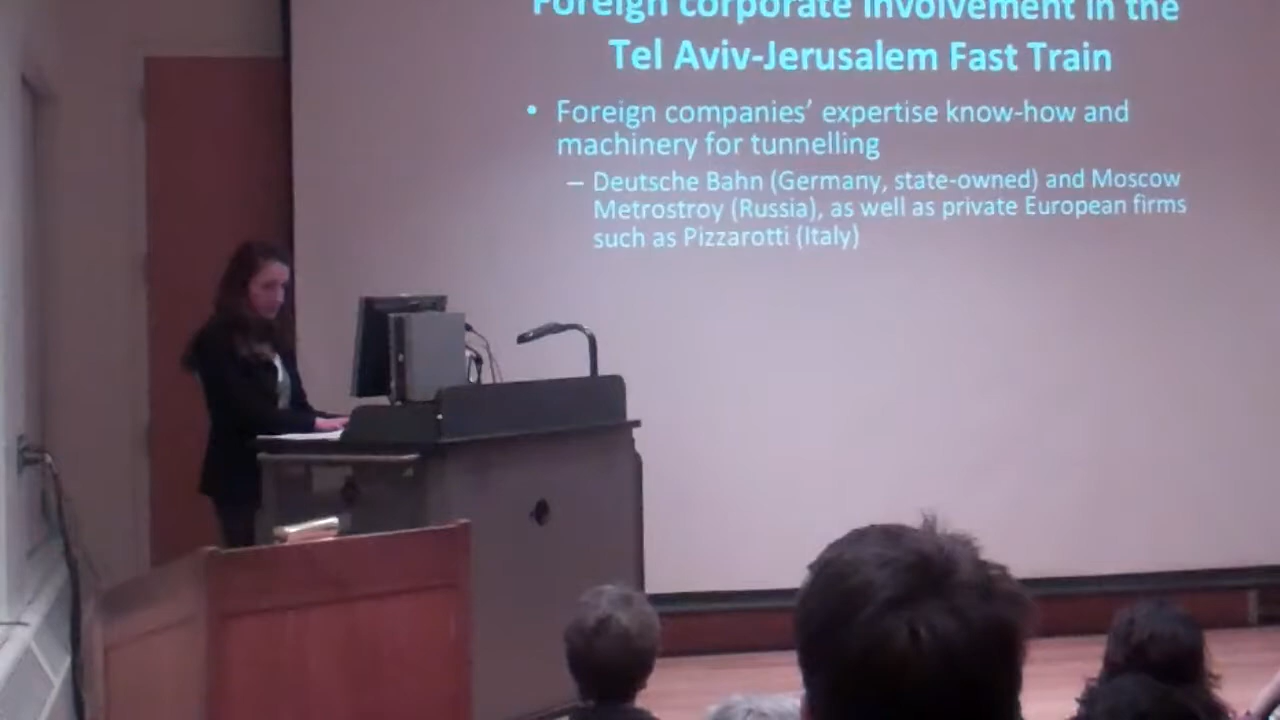 Foreign corporate involvement in the
Tel Aviv-Jerusalem Fast Train
• Foreign companies’ expertise know-how and
machinery for tunnelling
– Deutsche Bahn (Germany, state-owned) and Moscow
Metrostroy (Russia), as well as private European firms
such as Pizzarotti (Italy)